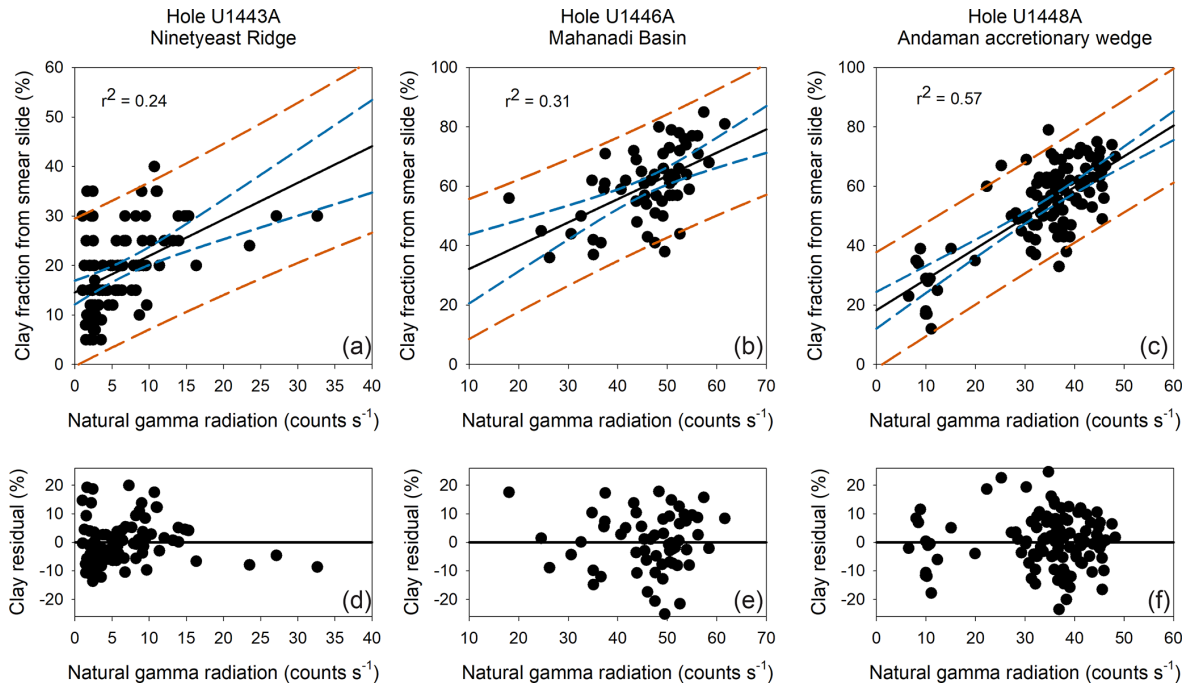 Hole U1443A
Ninetyeast Ridge
Hole U1446A
Mahanadi Basin
Hole U1448A
Andaman accretionary wedge
Clay fraction from smear slide (%)
60
50
40
30
20
10
0
r² = 0.24
(a)
0 5 10 15 20 25 30 35 40
Natural gamma radiation (counts s⁻¹)
Clay fraction from smear slide (%)
100
80
60
40
20
0
r² = 0.31
(b)
10 20 30 40 50 60 70
Natural gamma radiation (counts s⁻¹)
Clay fraction from smear slide (%)
100
80
60
40
20
0
r² = 0.57
(c)
0 10 20 30 40 50 60
Natural gamma radiation (counts s⁻¹)
Clay residual (%)
20
10
0
-10
-20
(d)
0 5 10 15 20 25 30 35 40
Natural gamma radiation (counts s⁻¹)
Clay residual (%)
20
10
0
-10
-20
(e)
10 20 30 40 50 60 70
Natural gamma radiation (counts s⁻¹)
Clay residual (%)
20
10
0
-10
-20
(f)
0 10 20 30 40 50 60
Natural gamma radiation (counts s⁻¹)